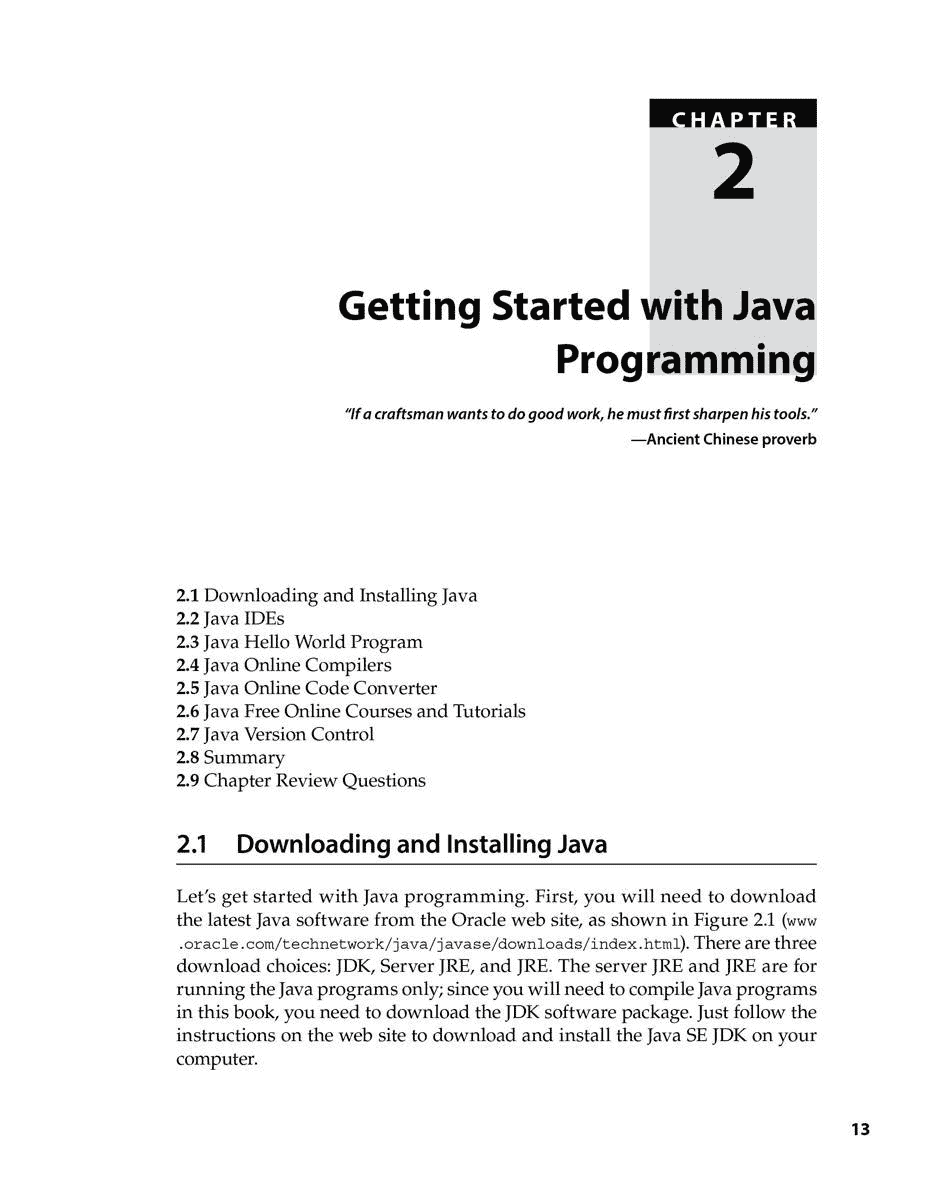 CHAPTER
2
Getting Started with Java
Programming
“If a craftsman wants to do good work, he must first sharpen his tools.”
—Ancient Chinese proverb
2.1 Downloading and Installing Java
2.2 Java IDEs
2.3 Java Hello World Program
2.4 Java Online Compilers
2.5 Java Online Code Converter
2.6 Java Free Online Courses and Tutorials
2.7 Java Version Control
2.8 Summary
2.9 Chapter Review Questions
2.1 Downloading and Installing Java
Let’s get started with Java programming. First, you will need to download
the latest Java software from the Oracle web site, as shown in Figure 2.1 (www
.oracle.com/technetwork/java/javase/downloads/index.html). There are three
download choices: JDK, Server JRE, and JRE. The server JRE and JRE are for
running the Java programs only; since you will need to compile Java programs
in this book, you need to download the JDK software package. Just follow the
instructions on the web site to download and install the Java SE JDK on your
computer.
13